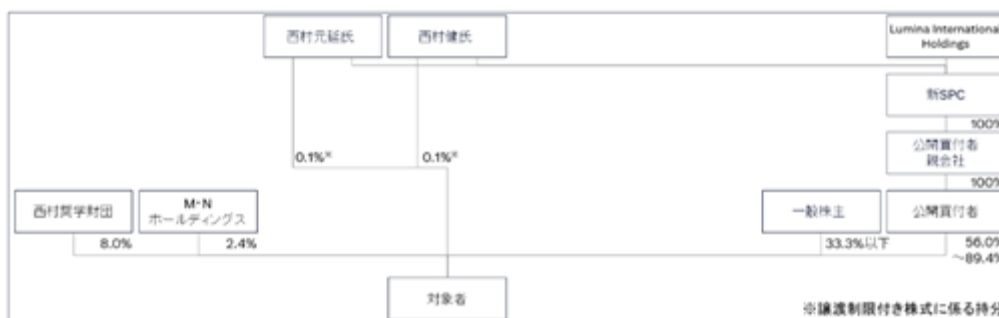 西村元延氏
西村健氏
Lumina International
Holdings
新SPC
100%
公開買付者
親会社
100%
0.1%※
0.1%※
西村奨学財団
M・N
ホールディングス
一般株主
公開買付者
8.0%
2.4%
33.3%以下
56.0%
～89.4%
対象者
※譲渡制限付き株式に係る持分